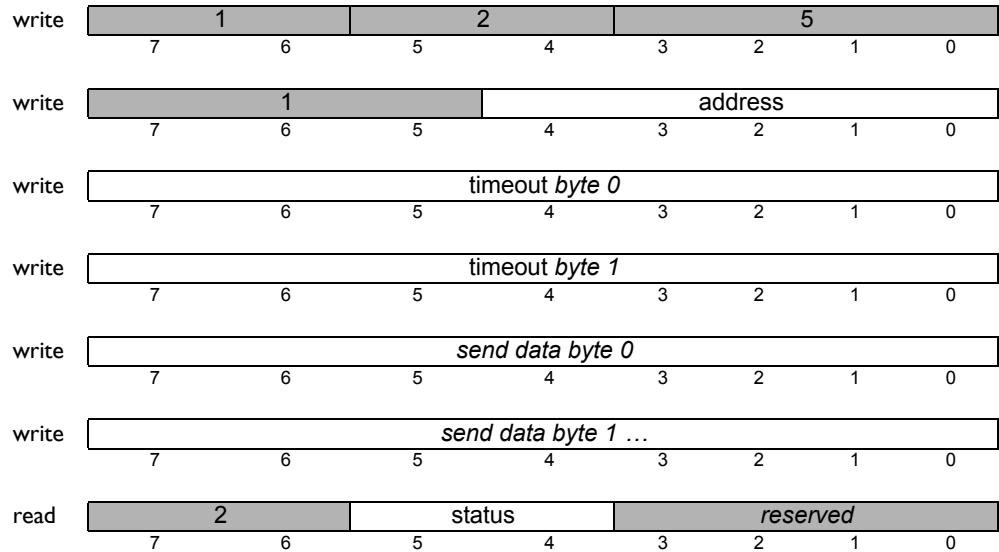 write 1 2 5
7 6 5 4 3 2 1 0
write 1 address
7 6 5 4 3 2 1 0
write timeout byte 0
7 6 5 4 3 2 1 0
write timeout byte 1
7 6 5 4 3 2 1 0
write send data byte 0
7 6 5 4 3 2 1 0
write send data byte 1 …
7 6 5 4 3 2 1 0
read 2 status reserved
7 6 5 4 3 2 1 0